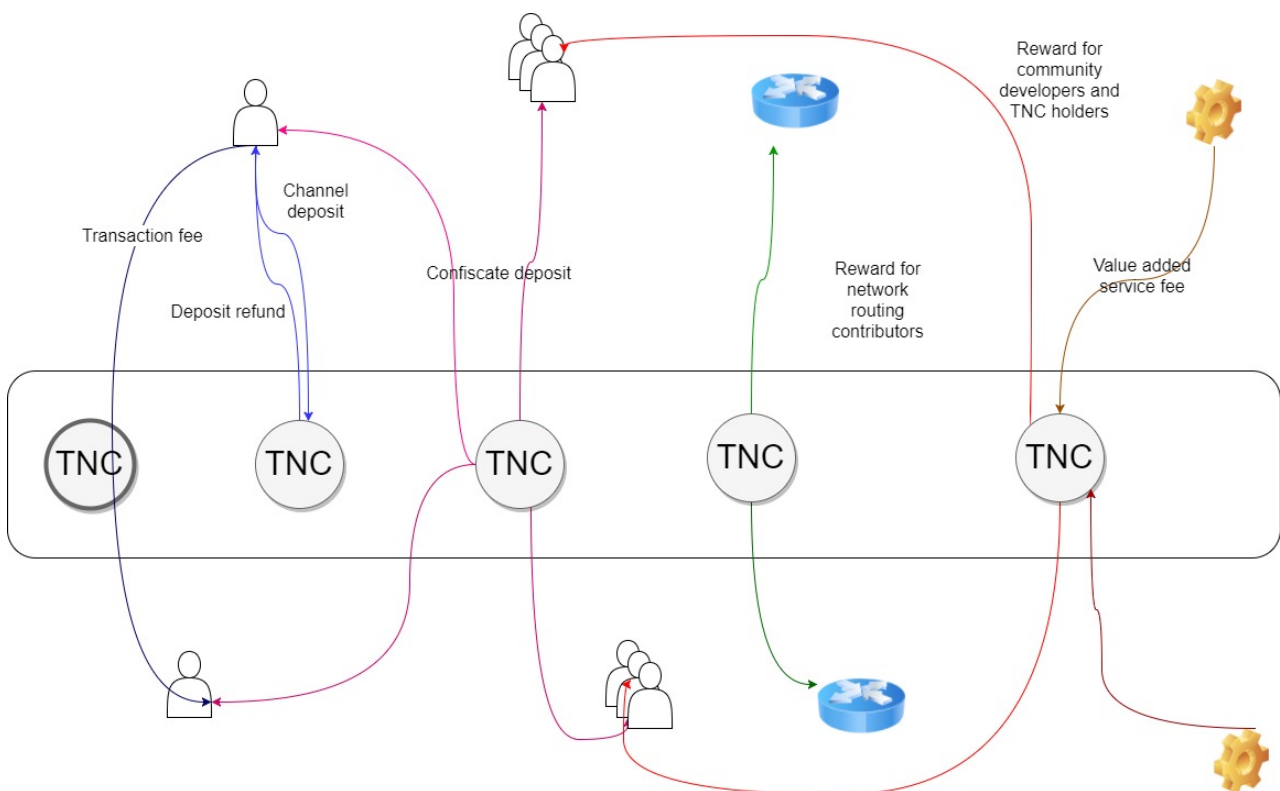 Reward for
community
developers and
TNC holders
Channel
deposit
Transaction fee
Deposit refund
Confiscate deposit
Reward for
network
routing
contributors
Value added
service fee
TNC
TNC
TNC
TNC
TNC